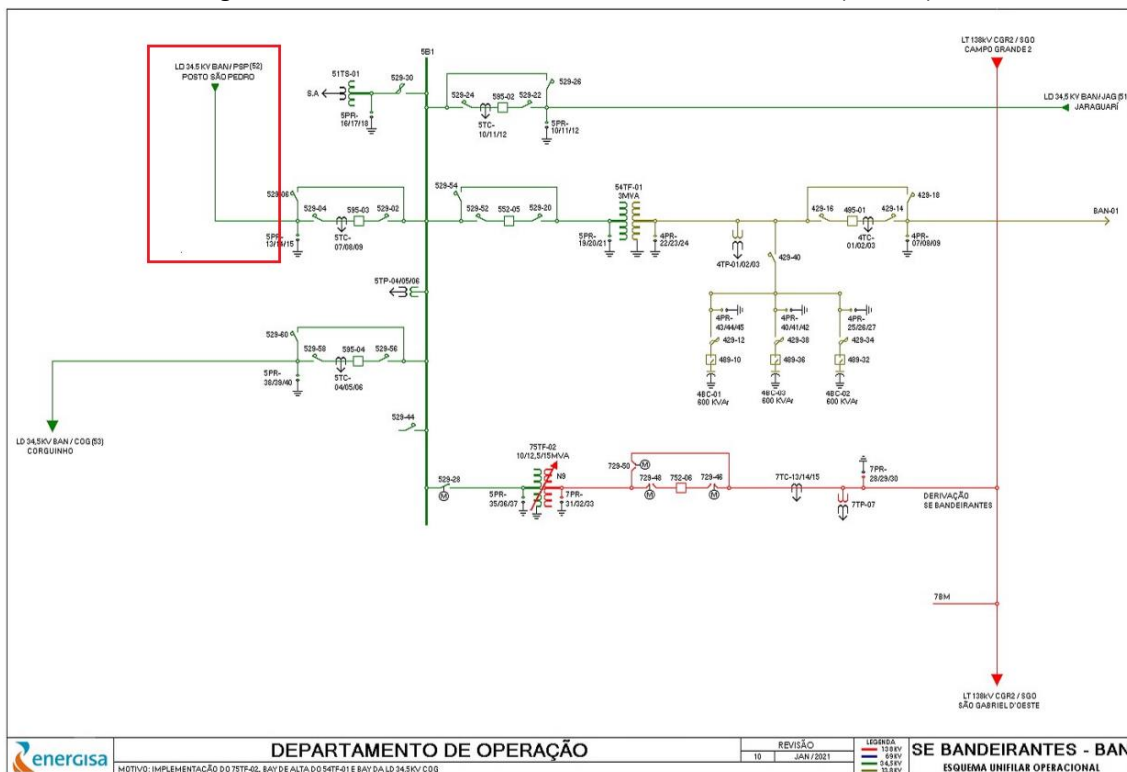 LD 34.5 KV BAN/ PSP (52)
POSTO SÃO PEDRO
5B1
51TS-01
529-30
S.A
5PR-
16/17/18
529-26
529-24
595-02
529-22
5TC-
10/11/12
5PR-
10/11/12
LT 138kV CGR2 / SGO
CAMPO GRANDE 2
LD 34,5 KV BAN/JAG (51
JARAGUARÍ
529-06
529-04
595-03
529-02
5PR-
13/14/15
5TC-
07/08/09
529-54
529-52
552-05
529-20
54TF-01
3MVA
5PR-
19/20/21
4PR-
22/23/24
4TP-01/02/03
429-40
429-16
495-01
429-14
429-18
4TC-
01/02/03
4PR-
07/08/09
BAN-01
5TP-04/05/06
4PR-
43/44/45
4PR-
40/41/42
4PR-
25/26/27
429-12
429-38
429-34
489-10
489-36
489-32
4BC-01
600 KVAr
4BC-03
600 KVAr
4BC-02
600 KVAr
529-60
529-58
595-04
529-56
5PR-
38/39/40
5TC-
04/05/06
LD 34,5KV BAN / COG (53)
CORGUINHO
529-44
529-28
M
75TF-02
10/12,5/15MVA
N9
5PR-
35/36/37
7PR-
31/32/33
729-50
M
729-48
M
752-06
729-46
M
7TC-13/14/15
7PR-
28/29/30
7TP-07
DERIVAÇÃO
SE BANDEIRANTES
7BM
LT 138kV CGR2 / SGO
SÃO GABRIEL D'OESTE
energisa
DEPARTAMENTO DE OPERAÇÃO
MOTIVO: IMPLEMENTAÇÃO DO 75TF-02, BAY DE ALTA DO 54TF-01 E BAY DA LD 34,5KV COG
REVISÃO
10
JAN /2021
LEGENDA
138KV
69KV
34,5KV
13,8KV
SE BANDEIRANTES - BAN
ESQUEMA UNIFILAR OPERACIONAL